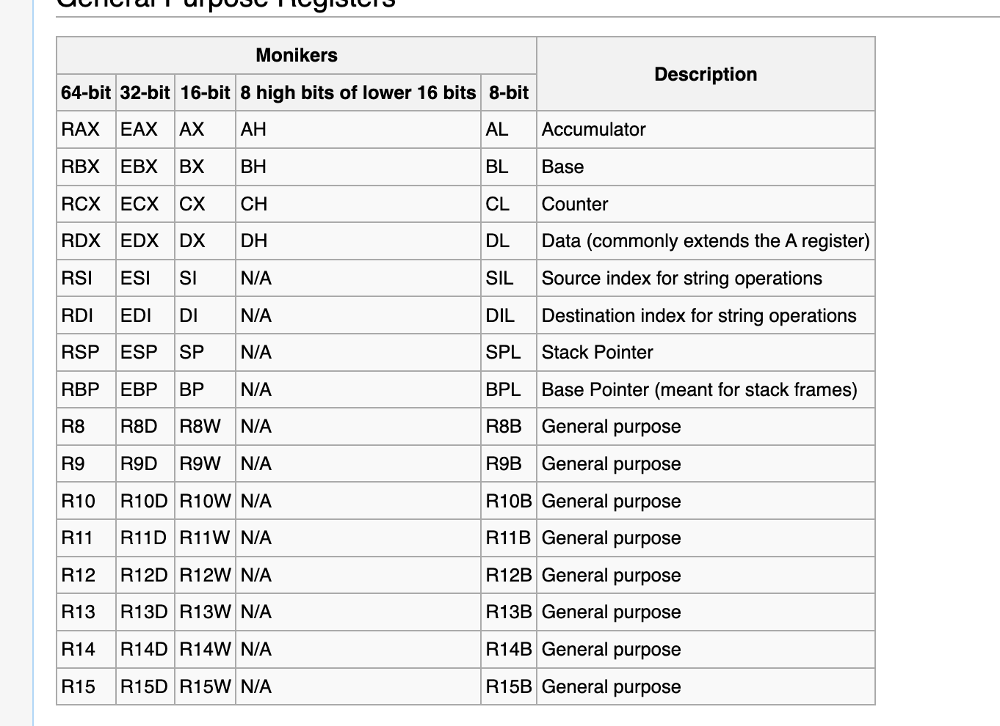 General Purpose Registers
Monikers Description
64-bit 32-bit 16-bit 8 high bits of lower 16 bits 8-bit
RAX EAX AX AH AL Accumulator
RBX EBX BX BH BL Base
RCX ECX CX CH CL Counter
RDX EDX DX DH DL Data (commonly extends the A register)
RSI ESI SI N/A SIL Source index for string operations
RDI EDI DI N/A DIL Destination index for string operations
RSP ESP SP N/A SPL Stack Pointer
RBP EBP BP N/A BPL Base Pointer (meant for stack frames)
R8 R8D R8W N/A R8B General purpose
R9 R9D R9W N/A R9B General purpose
R10 R10D R10W N/A R10B General purpose
R11 R11D R11W N/A R11B General purpose
R12 R12D R12W N/A R12B General purpose
R13 R13D R13W N/A R13B General purpose
R14 R14D R14W N/A R14B General purpose
R15 R15D R15W N/A R15B General purpose